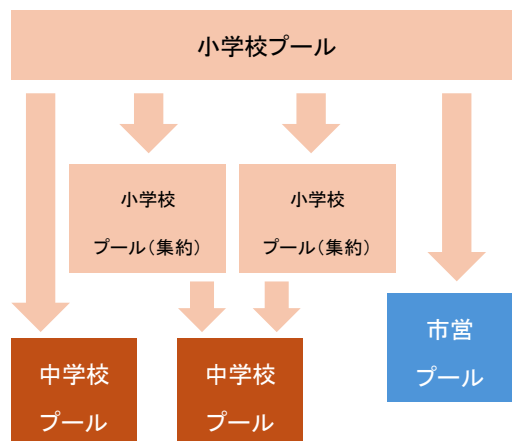 小学校プール
小学校
プール(集約)
小学校
プール(集約)
市営
プール
中学校
プール
中学校
プール